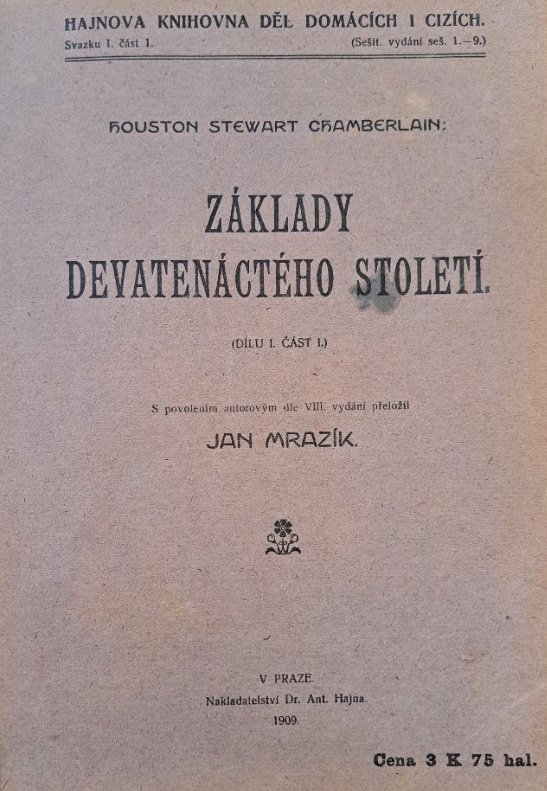 HAJNOVA KNIHOVNA DĚL DOMÁCÍCH I CIZÍCH.
Svazku I. část 1. (Sešit. vydání seš. 1.–9.)
HOUSTON STEWART CHAMBERLAIN:
ZÁKLADY
DEVATENÁCTÉHO STOLETÍ.
(DÍLU I. ČÁST I.)
S povolením autorovým dle VIII. vydání přeložil
JAN MRAZÍK.
V PRAZE.
Nakladatelství Dr. Ant. Hajna.
1909.
Cena 3 K 75 hal.